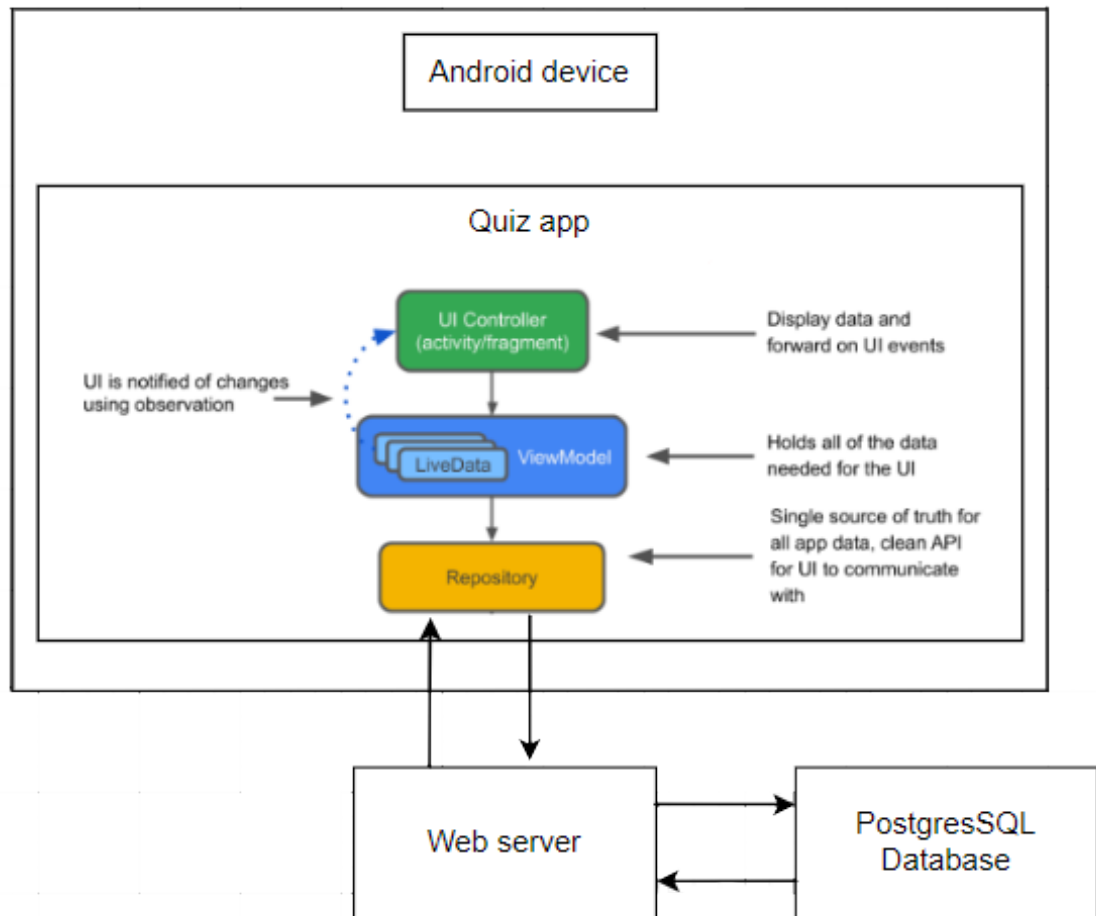 Android device
Quiz app
UI Controller
(activity/fragment)
Display data and
forward on UI events
UI is notified of changes
using observation
LiveData
ViewModel
Holds all of the data
needed for the UI
Single source of truth for
all app data, clean API
for UI to communicate
with
Repository
Web server
PostgresSQL
Database